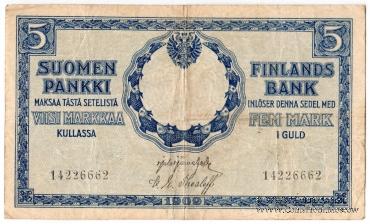 5
5
SUOMEN
PANKKI
MAKSAA TÄSTÄ SETELISTÄ
VIISI MARKKAA
KULLASSA
FINLANDS
BANK
INLÖSER DENNA SEDEL MED
FEM MARK
I GULD
14226662
14226662
1909